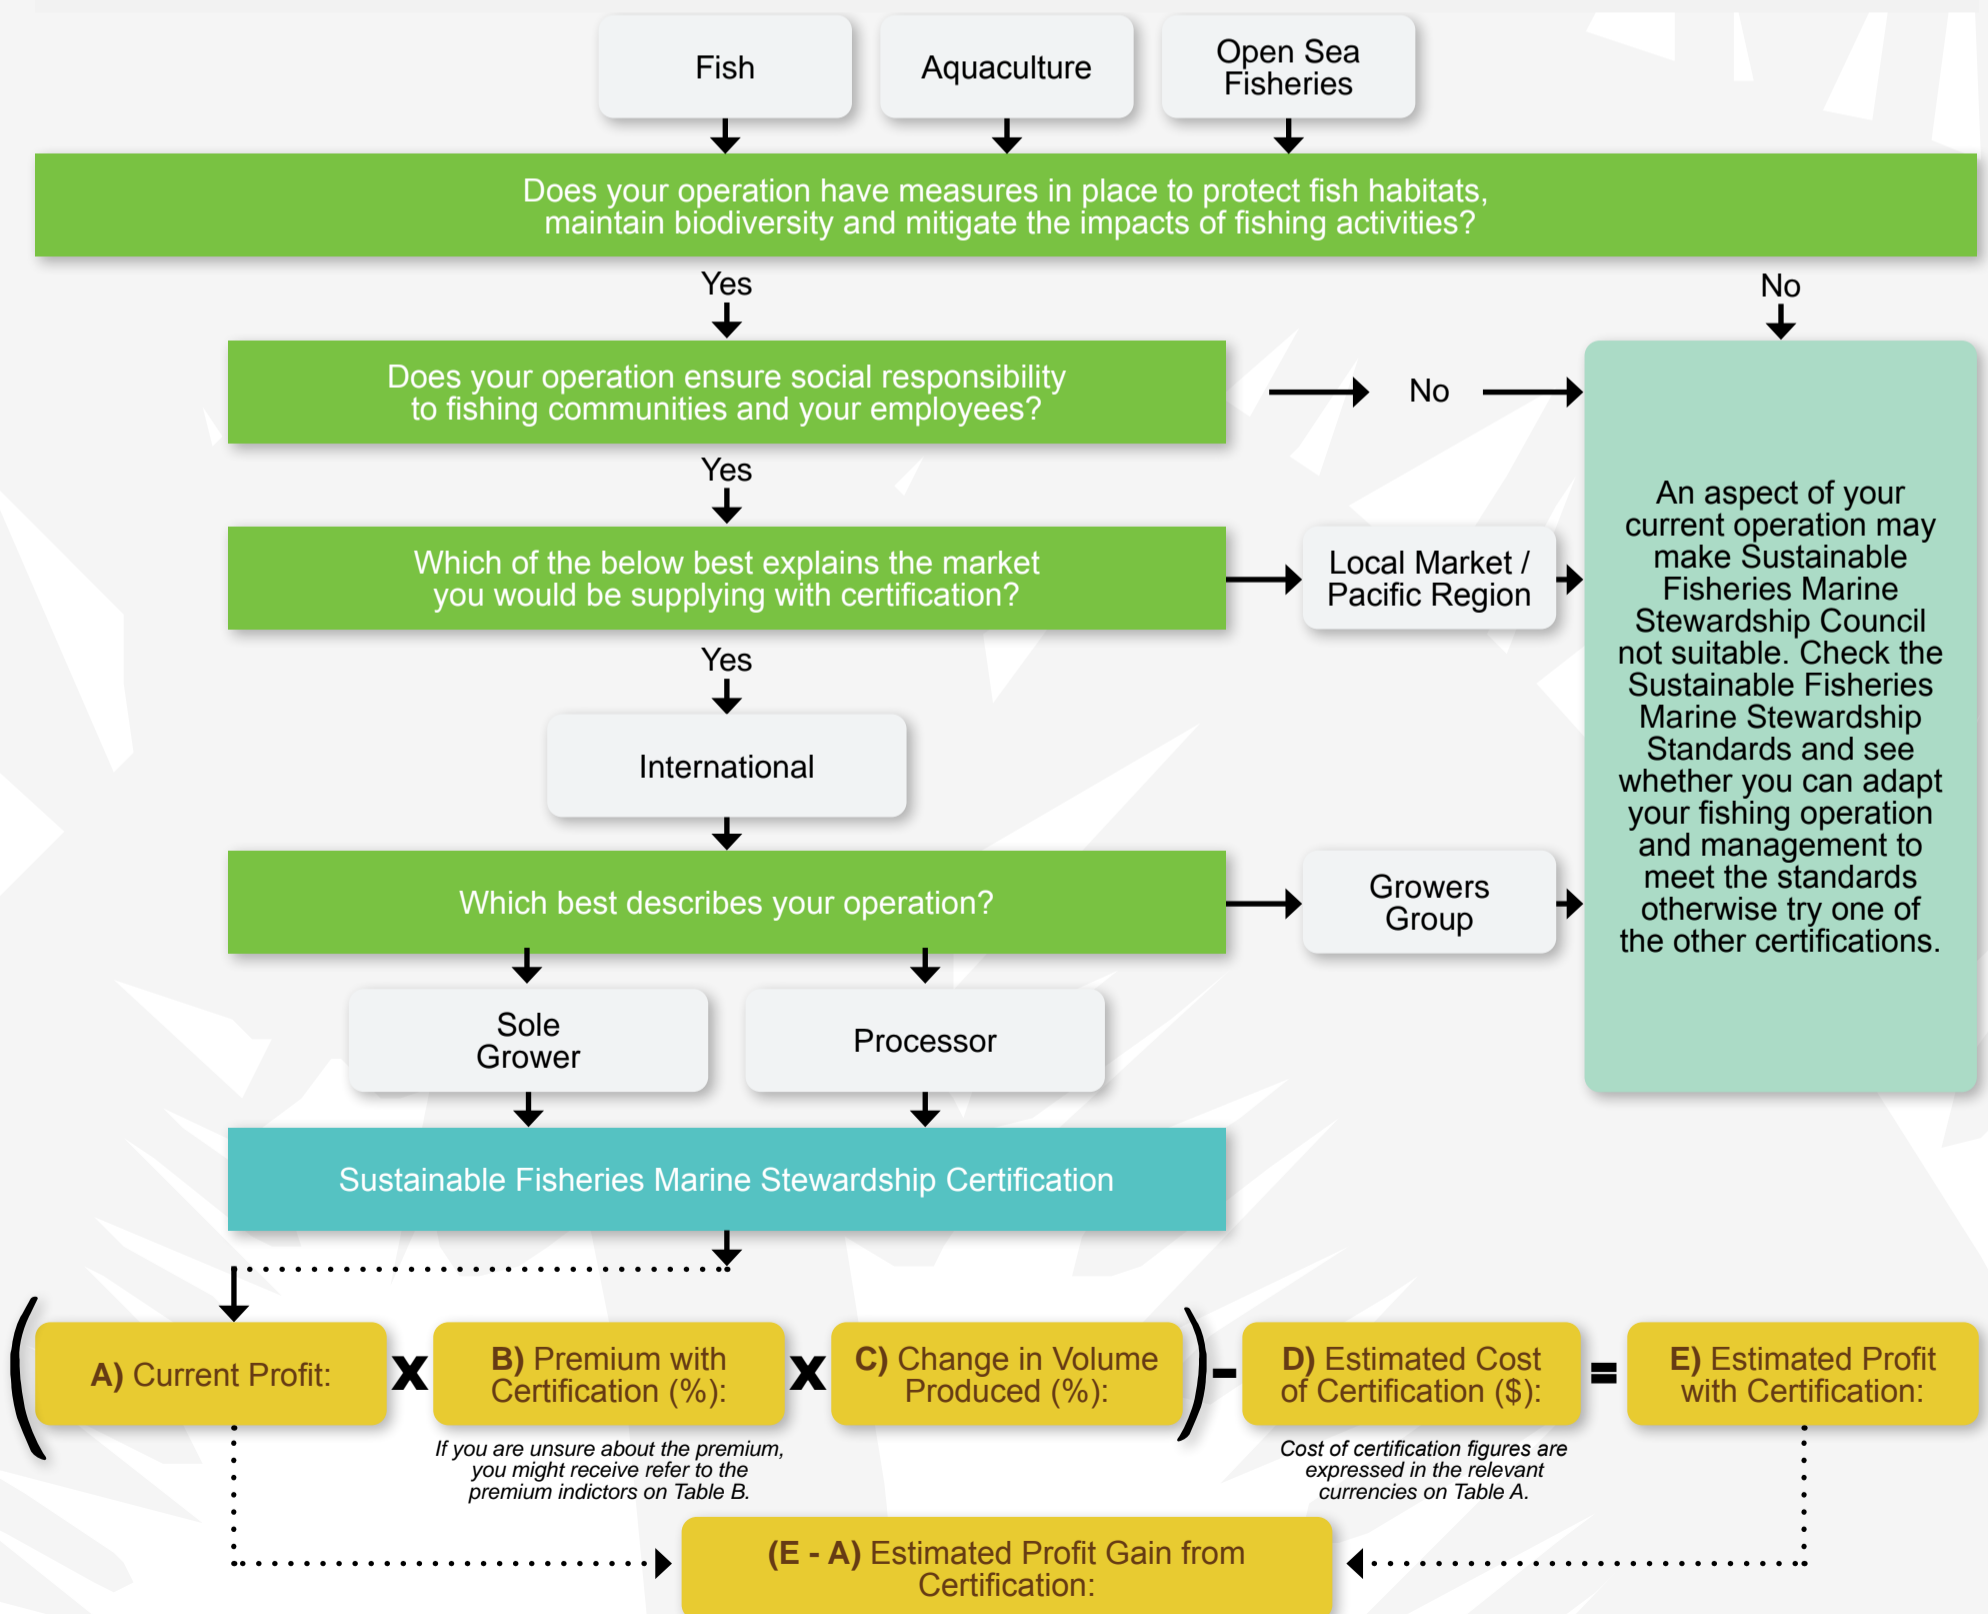 Fish
Aquaculture
Open Sea
Fisheries
Does your operation have measures in place to protect fish habitats,
maintain biodiversity and mitigate the impacts of fishing activities?
Yes
No
Does your operation ensure social responsibility
to fishing communities and your employees?
No
Yes
Which of the below best explains the market
you would be supplying with certification?
Local Market /
Pacific Region
An aspect of your
current operation may
make Sustainable
Fisheries Marine
Stewardship Council
not suitable. Check the
Sustainable Fisheries
Marine Stewardship
Standards and see
whether you can adapt
your fishing operation
and management to
meet the standards
otherwise try one of
the other certifications.
Yes
International
Which best describes your operation?
Growers
Group
Sole
Grower
Processor
Sustainable Fisheries Marine Stewardship Certification
(
A) Current Profit:
x
B) Premium with
Certification (%):
x
C) Change in Volume
Produced (%):
)
-
D) Estimated Cost
of Certification ($):
=
E) Estimated Profit
with Certification:
If you are unsure about the premium,
you might receive refer to the
premium indictors on Table B.
Cost of certification figures are
expressed in the relevant
currencies on Table A.
(E - A) Estimated Profit Gain from
Certification: